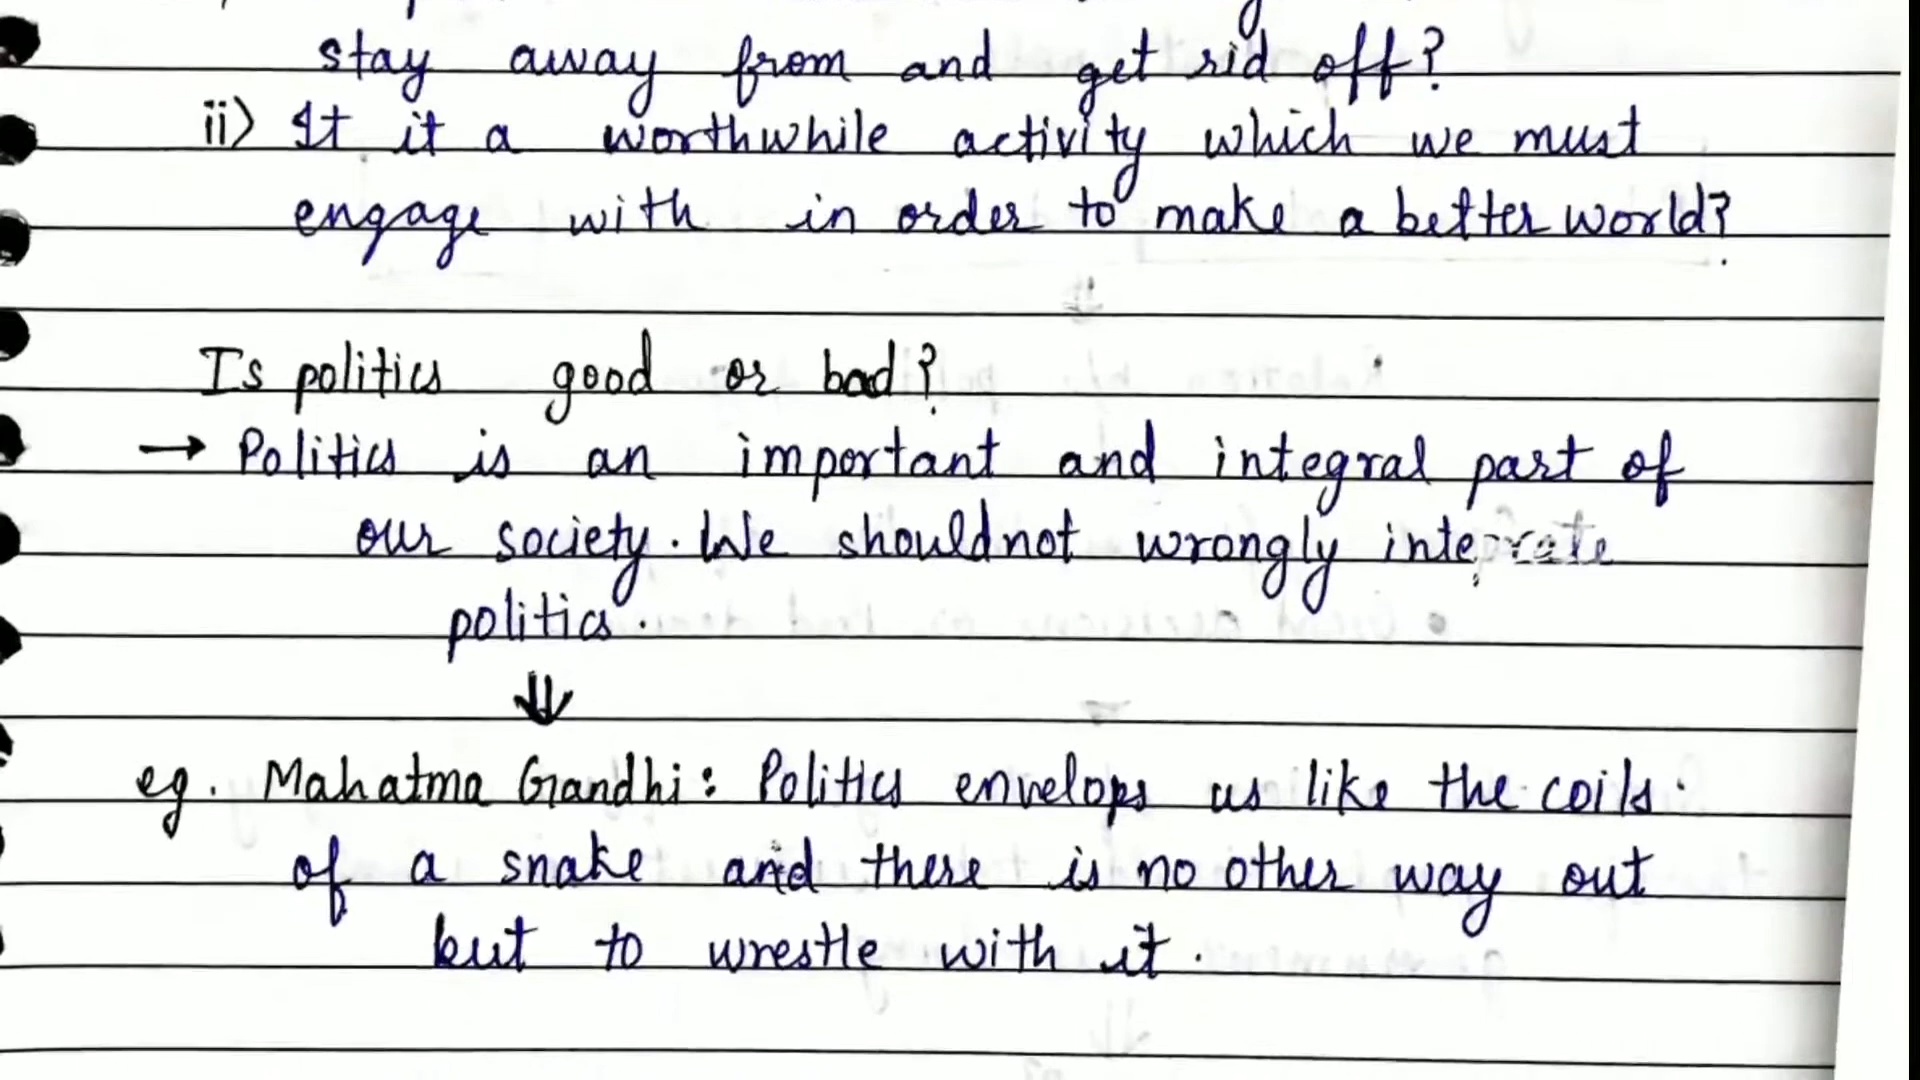 stay away from and get rid off?
ii) It it a worthwhile activity which we must
engage with in order to make a better world?
Is politics good or bad?
→ Politics is an important and integral part of
our society. We shouldnot wrongly inteprate
politics.
⇓
eg. Mahatma Gandhi: Politics envelops us like the coils
of a snake and there is no other way out
but to wrestle with it.